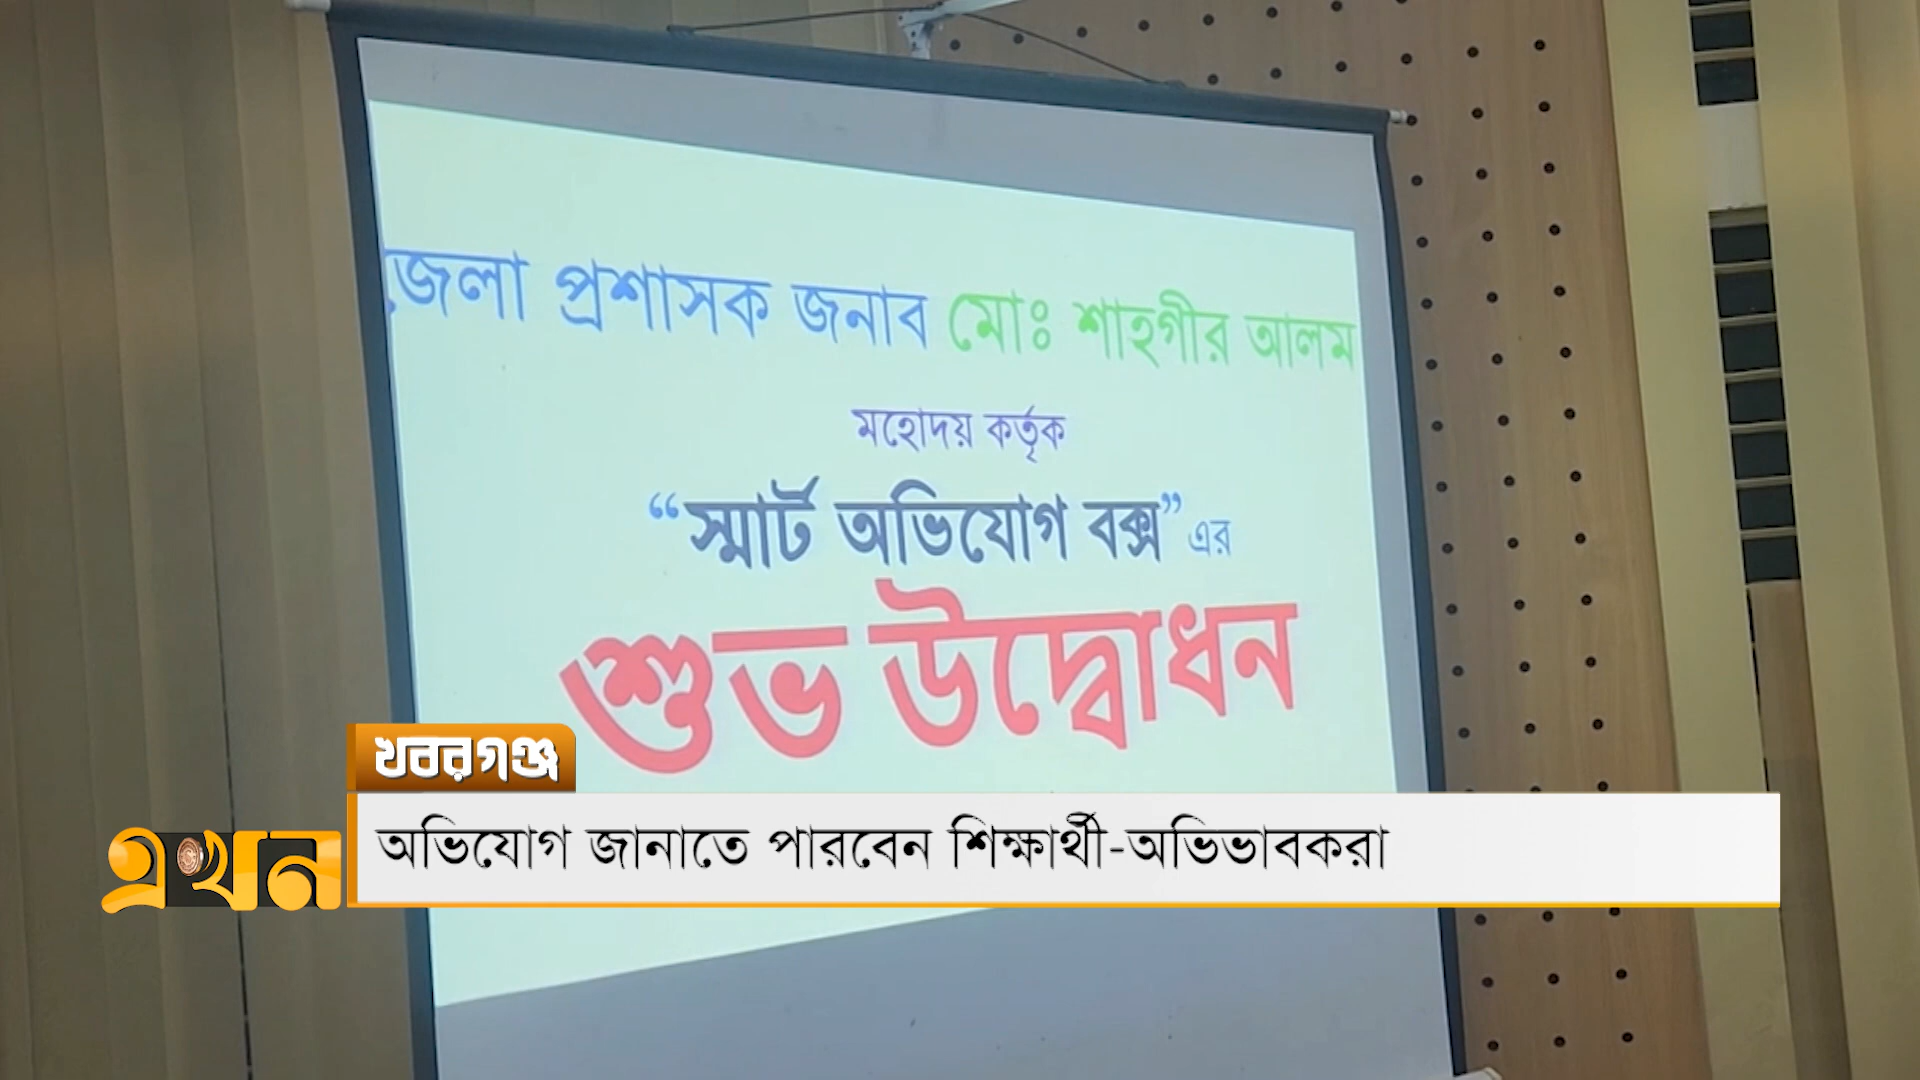 জেলা প্রশাসক জনাব মোঃ শাহগীর আলম
মহোদয় কর্তৃক
“স্মার্ট অভিযোগ বক্স” এর
শুভ উদ্বোধন
খবরগঞ্জ
এখন
অভিযোগ জানাতে পারবেন শিক্ষার্থী-অভিভাবকরা